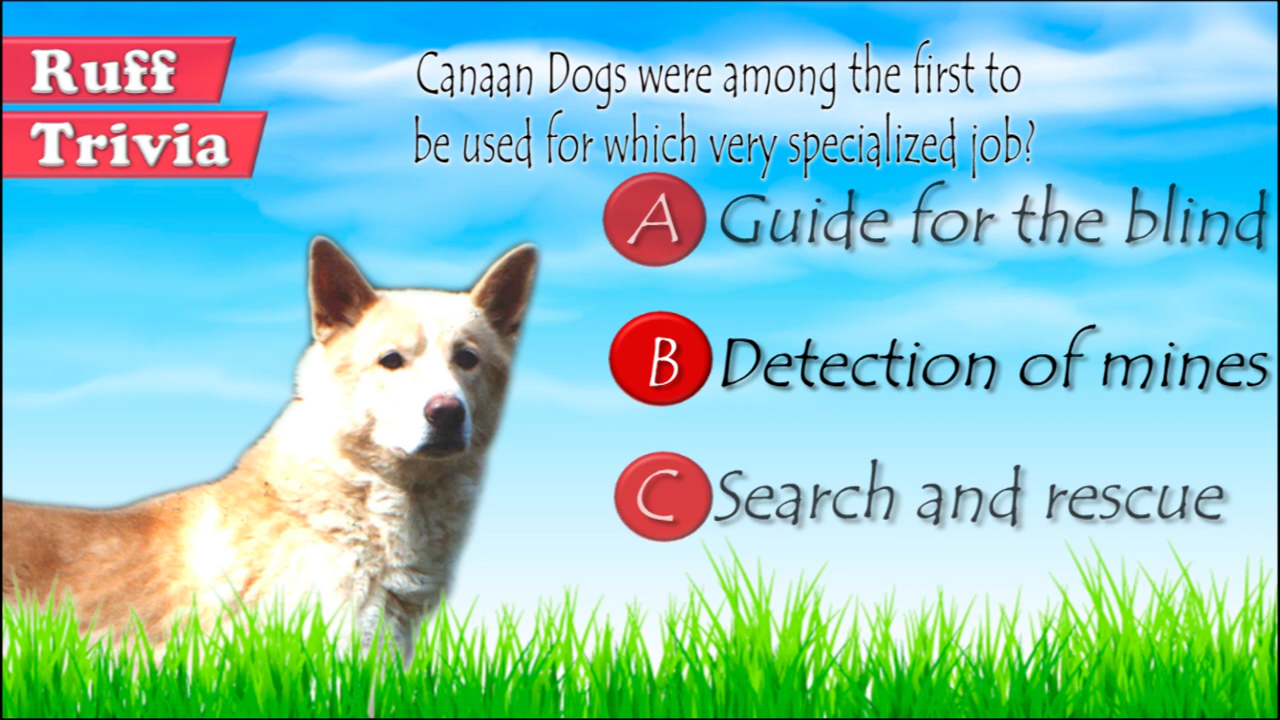 Ruff
Trivia
Canaan Dogs were among the first to
be used for which very specialized job?
A Guide for the blind
B Detection of mines
C Search and rescue